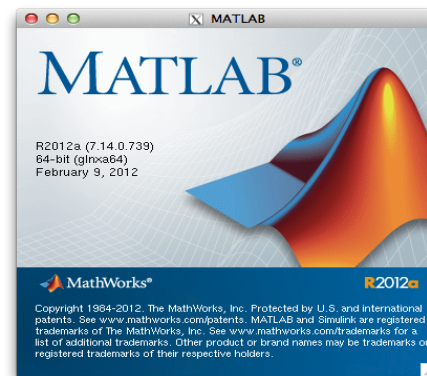 MATLAB
MATLAB®
R2012a (7.14.0.739)
64-bit (glnxa64)
February 9, 2012
MathWorks®
R2012a
Copyright 1984-2012. The MathWorks, Inc. Protected by U.S. and international
patents. See www.mathworks.com/patents. MATLAB and Simulink are registered
trademarks of The MathWorks, Inc. See www.mathworks.com/trademarks for a
list of additional trademarks. Other product or brand names may be trademarks or
registered trademarks of their respective holders.